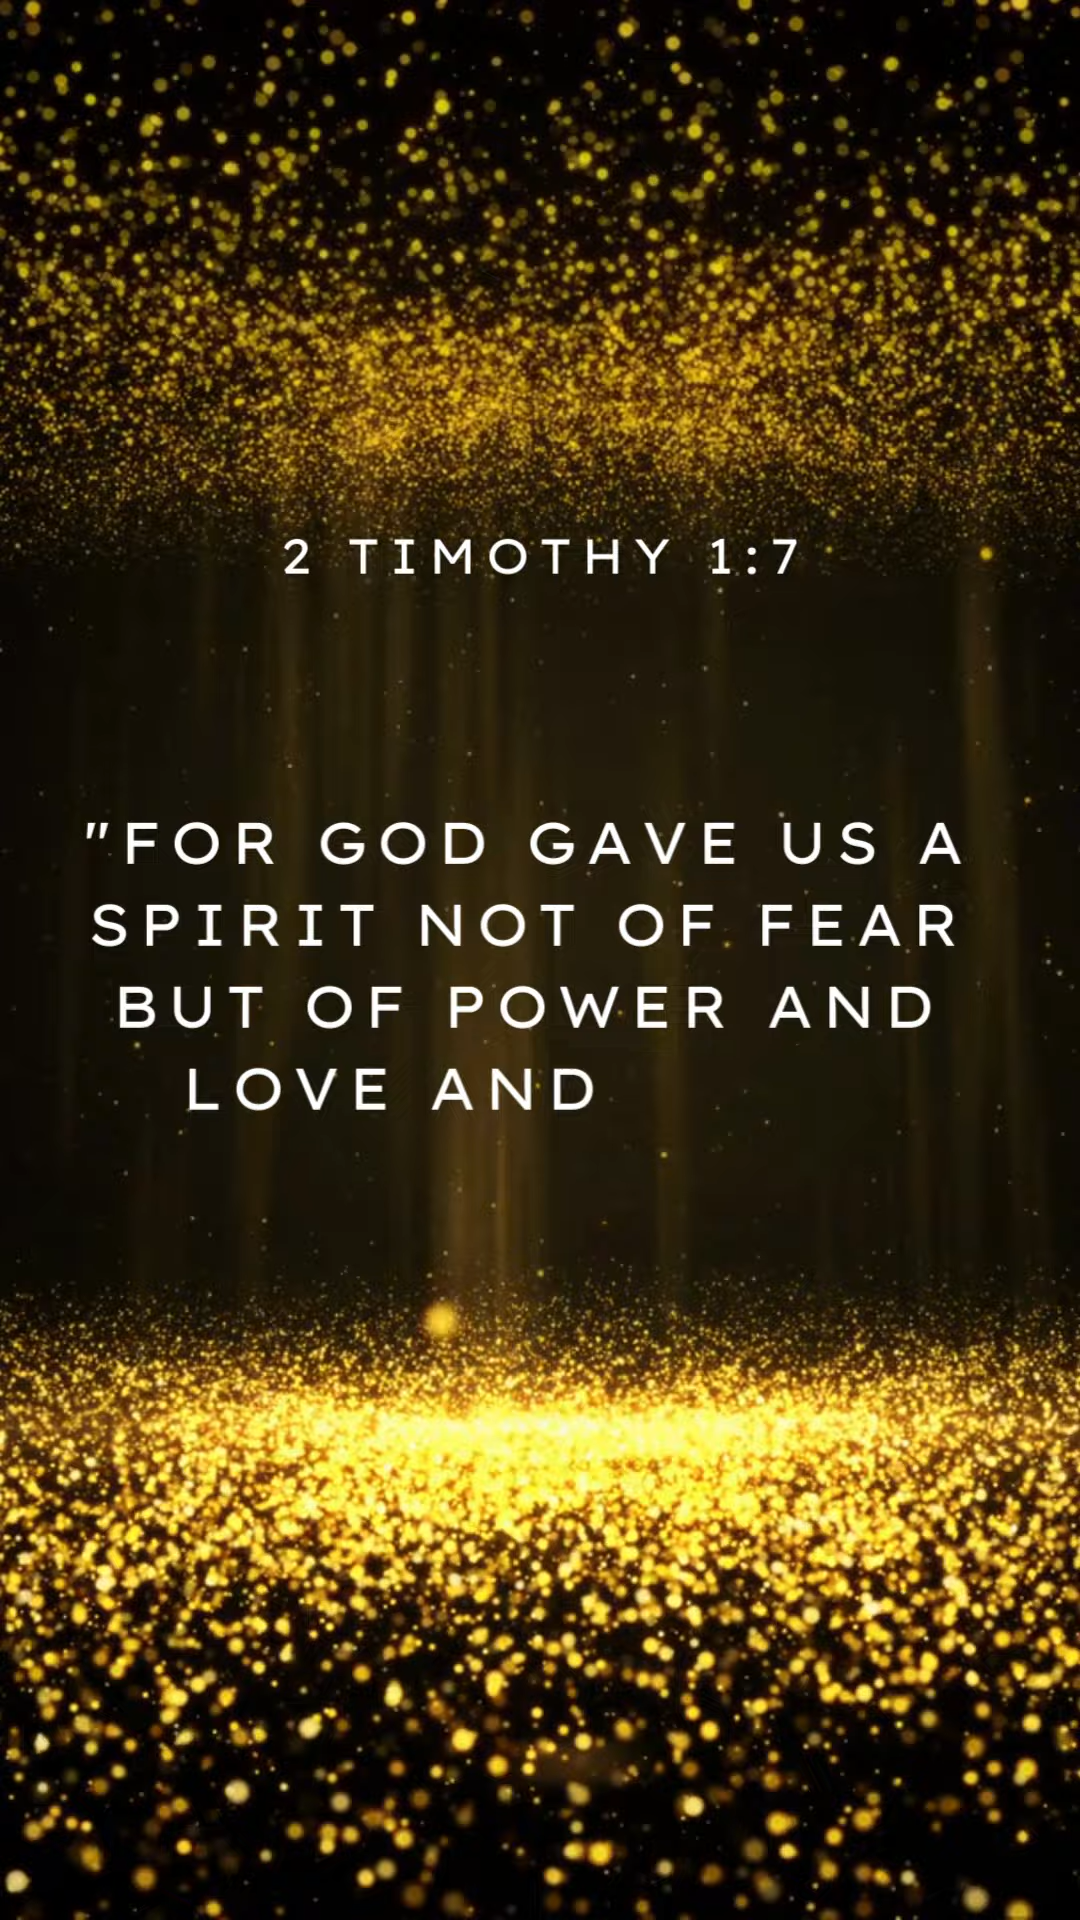 2 TIMOTHY 1:7
"FOR GOD GAVE US A
SPIRIT NOT OF FEAR
BUT OF POWER AND
LOVE AND